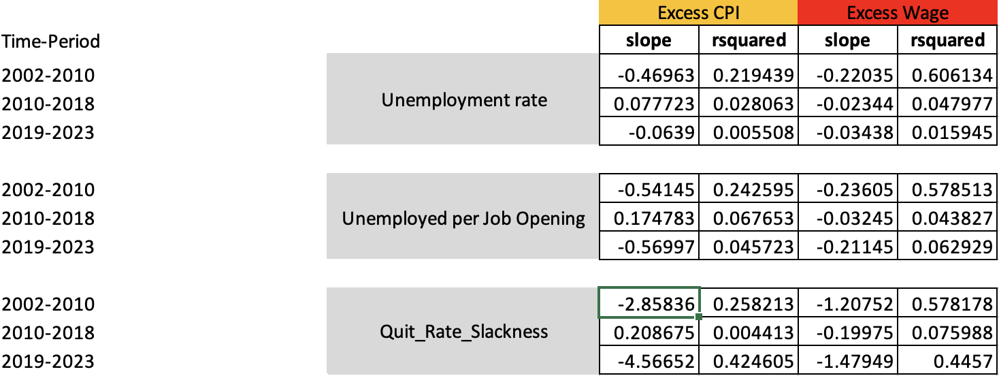 Excess CPI Excess Wage
Time-Period slope rsquared slope rsquared
2002-2010 -0.46963 0.219439 -0.22035 0.606134
2010-2018 Unemployment rate 0.077723 0.028063 -0.02344 0.047977
2019-2023 -0.0639 0.005508 -0.03438 0.015945
2002-2010 -0.54145 0.242595 -0.23605 0.578513
2010-2018 Unemployed per Job Opening 0.174783 0.067653 -0.03245 0.043827
2019-2023 -0.56997 0.045723 -0.21145 0.062929
2002-2010 -2.85836 0.258213 -1.20752 0.578178
2010-2018 Quit_Rate_Slackness 0.208675 0.004413 -0.19975 0.075988
2019-2023 -4.56652 0.424605 -1.47949 0.4457